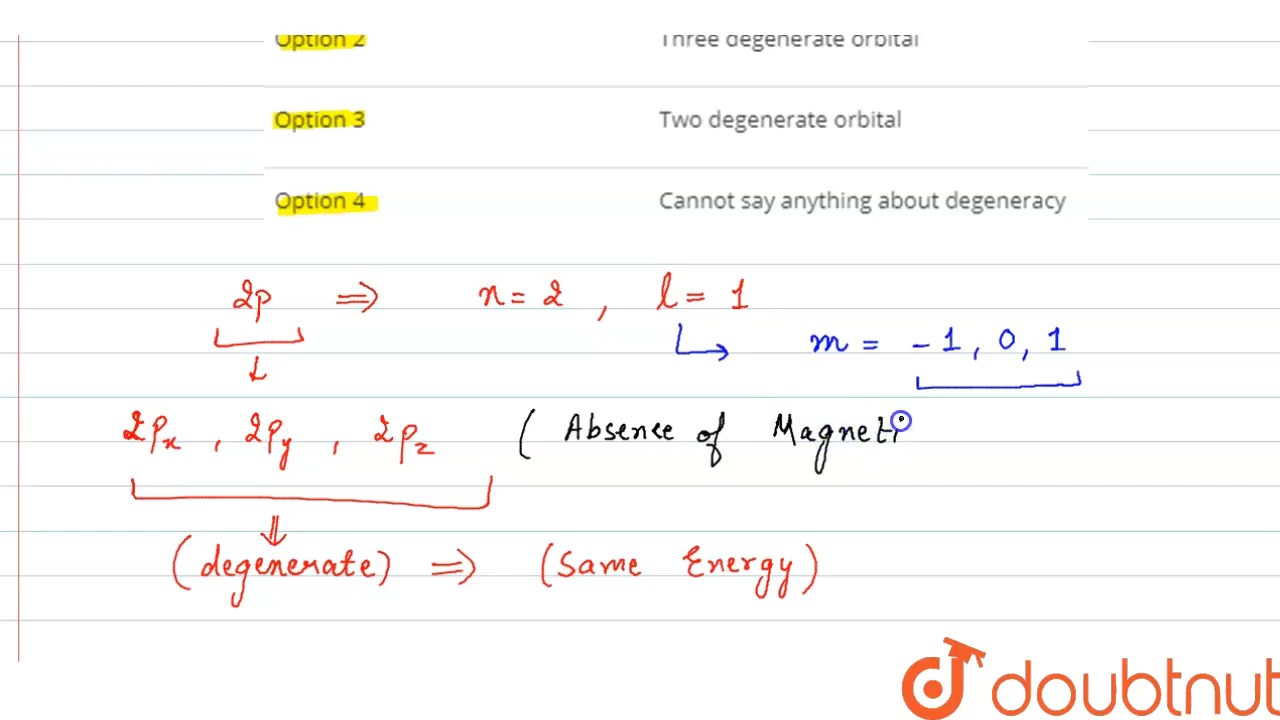 Option 2 Three degenerate orbital
Option 3 Two degenerate orbital
Option 4 Cannot say anything about degeneracy
2p ⇒ n = 2 , l = 1
m = -1, 0, 1
2px , 2py , 2pz ( Absence of Magneti
(degenerate) ⇒ (Same Energy)
doubtnut